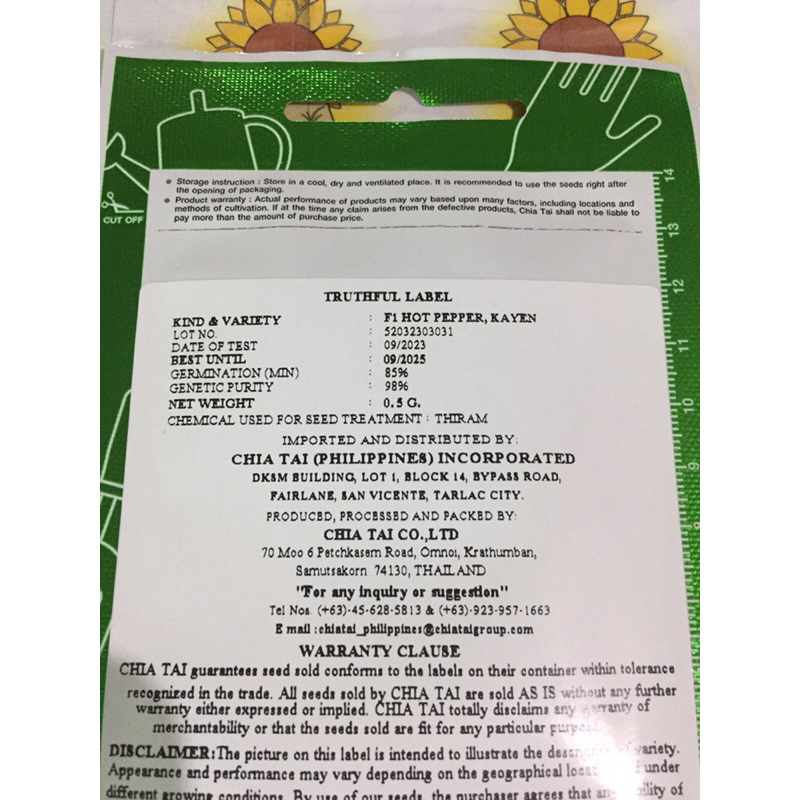 ● Storage instruction : Store in a cool, dry and ventilated place. It is recommended to use the seeds right after
the opening of packaging.
● Product warranty : Actual performance of products may vary based upon many factors, including locations and
methods of cultivation. If at the time any claim arises from the defective products, Chia Tai shall not be liable to
pay more than the amount of purchase price.
CUT OFF
14
13
12
11
10
9
8
TRUTHFUL LABEL
KIND & VARIETY : F1 HOT PEPPER, KAYEN
LOT NO. : 52032303031
DATE OF TEST : 09/2023
BEST UNTIL : 09/2025
GERMINATION (MIN) : 85%
GENETIC PURITY : 98%
NET WEIGHT : 0.5 G.
CHEMICAL USED FOR SEED TREATMENT : THIRAM
IMPORTED AND DISTRIBUTED BY:
CHIA TAI (PHILIPPINES) INCORPORATED
DKSM BUILDING, LOT 1, BLOCK 14, BYPASS ROAD,
FAIRLANE, SAN VICENTE, TARLAC CITY.
PRODUCED, PROCESSED AND PACKED BY:
CHIA TAI CO.,LTD
70 Moo 6 Petchkasem Road, Omnoi, Krathumban,
Samutsakorn 74130, THAILAND
"For any inquiry or suggestion"
Tel Nos. (+63)-45-628-5813 & (+63)-923-957-1663
E mail :chiatai_philippines@chiataigroup.com
WARRANTY CLAUSE
CHIA TAI guarantees seed sold conforms to the labels on their container within tolerance
recognized in the trade. All seeds sold by CHIA TAI are sold AS IS without any further
warranty either expressed or implied. CHIA TAI totally disclaims any warranty of
merchantability or that the seeds sold are fit for any particular
DISCLAIMER:The picture on this label is intended to illustrate the variety.
Appearance and performance may vary depending on the geographical under
different growing conditions. By use of our seeds, the purchaser agrees that of